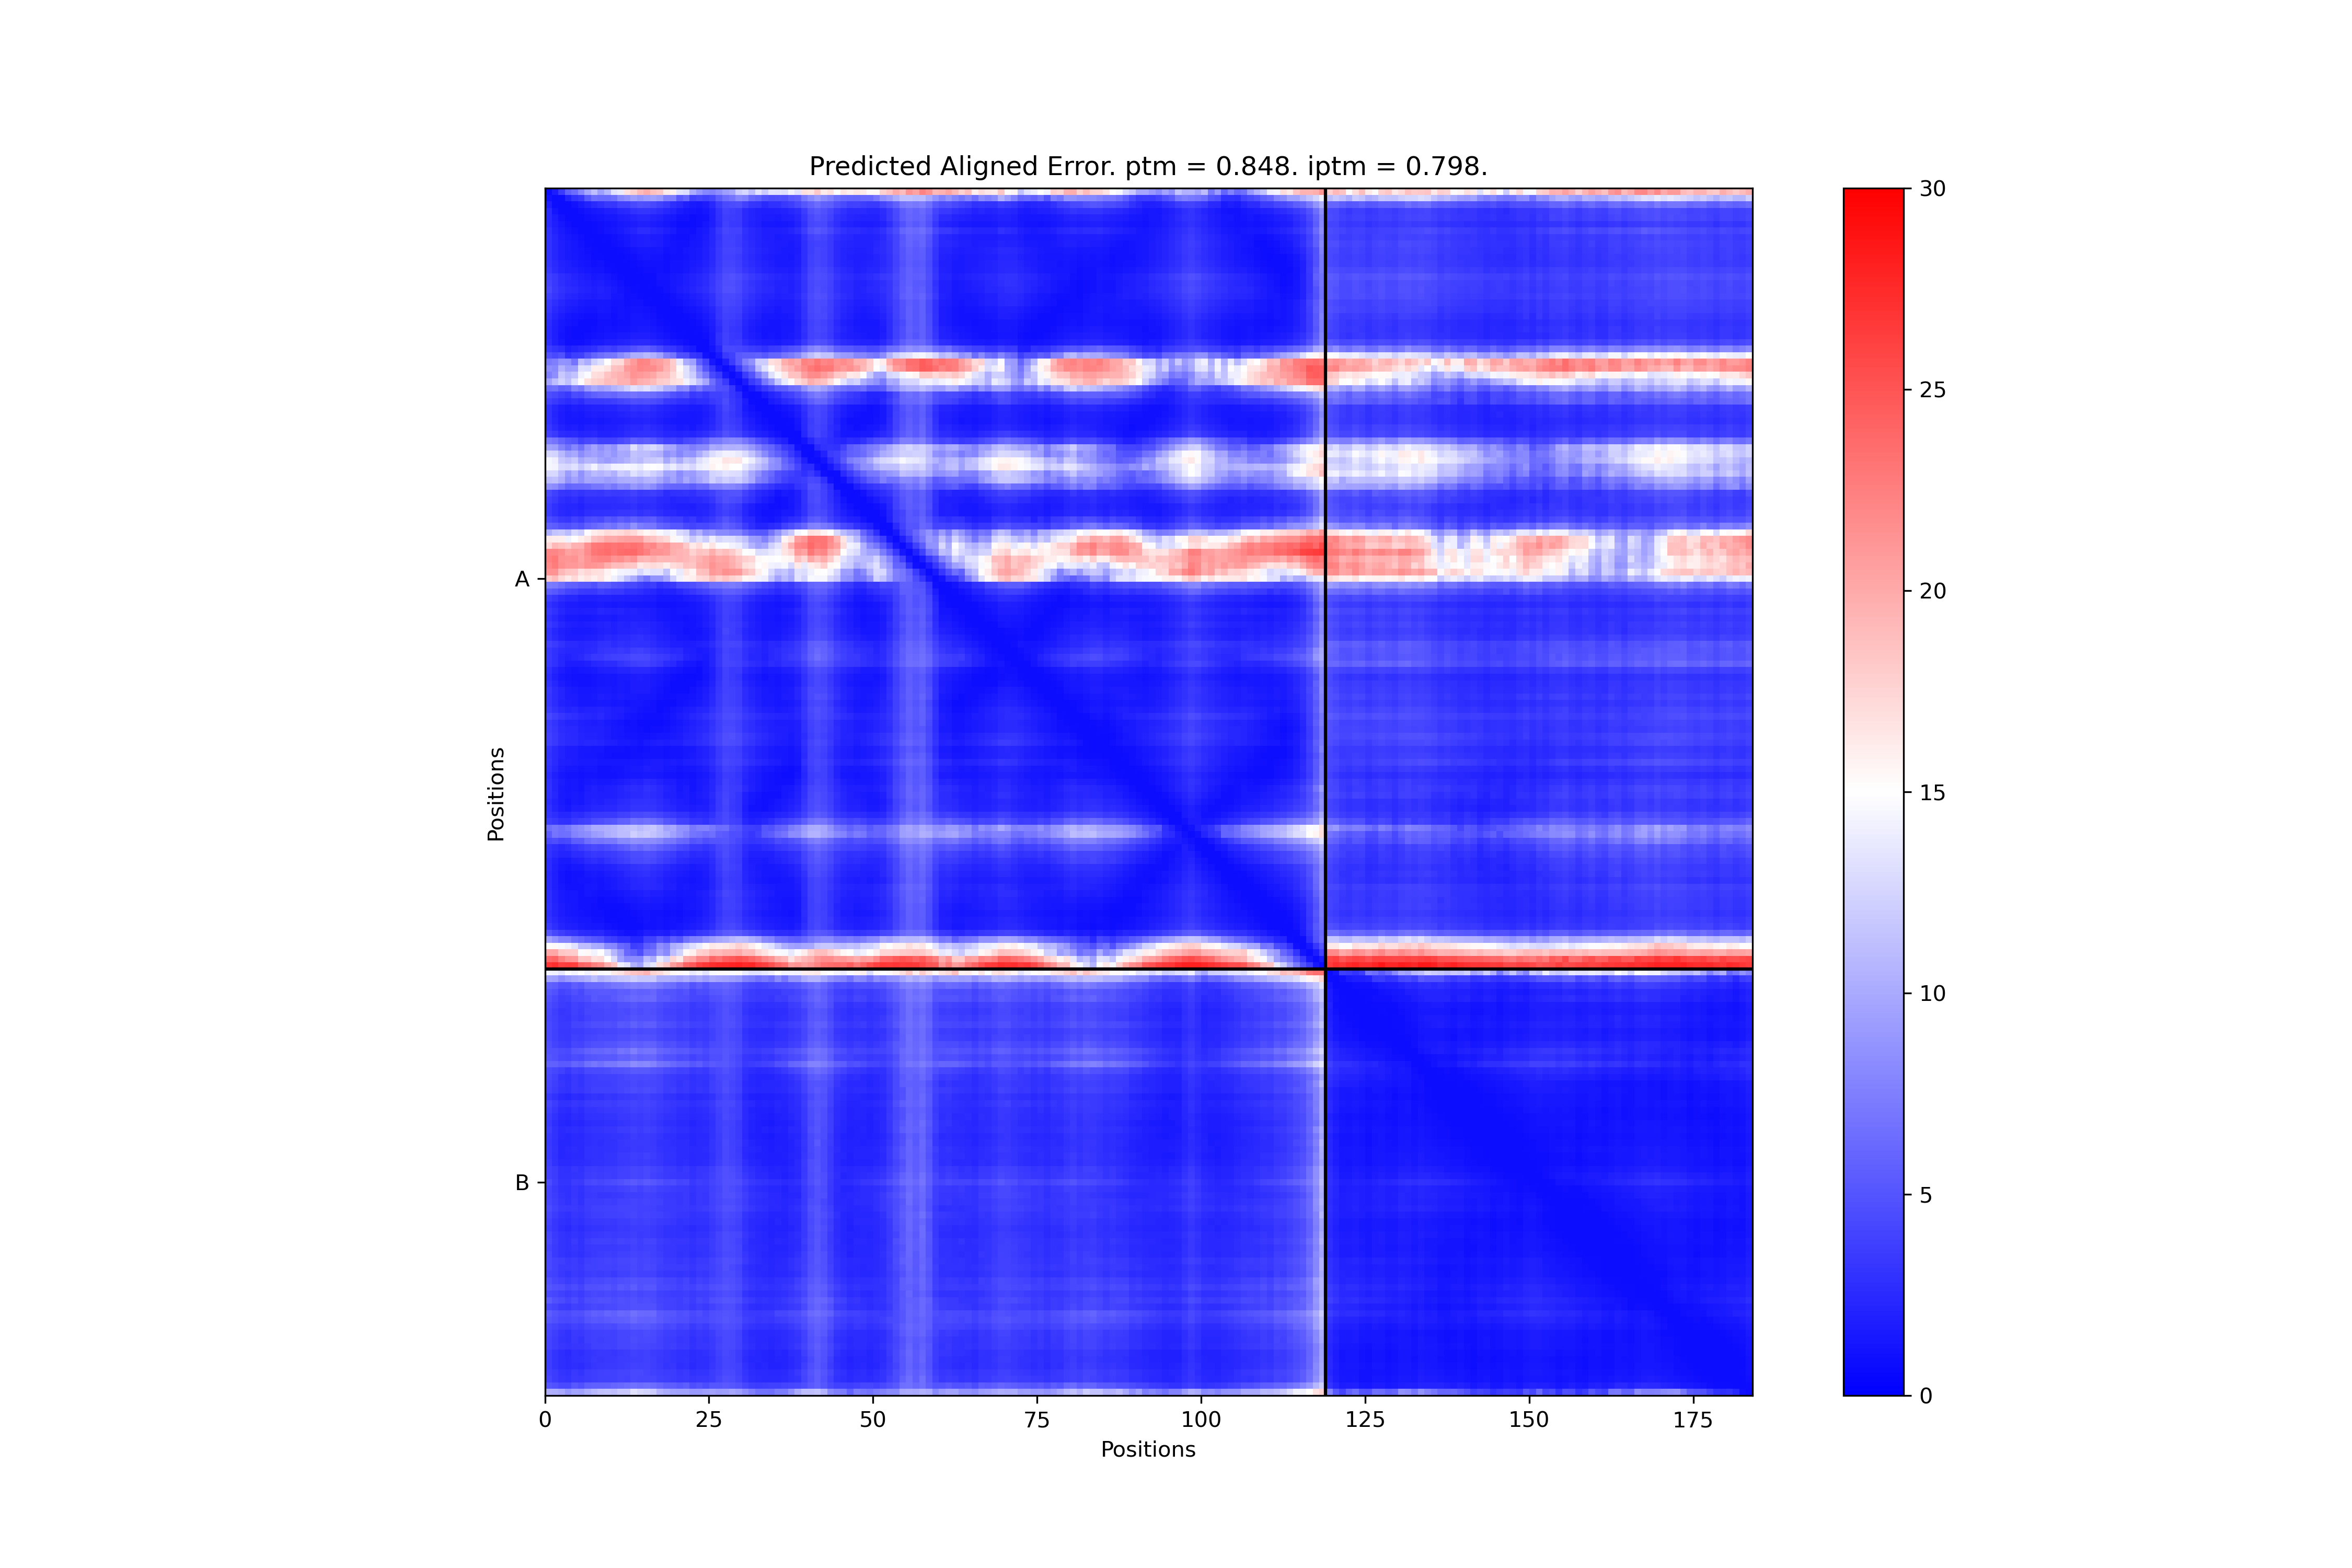 Predicted Aligned Error. ptm = 0.848. iptm = 0.798.
30
25
20
15
10
5
0
A
B
Positions
0 25 50 75 100 125 150 175
Positions